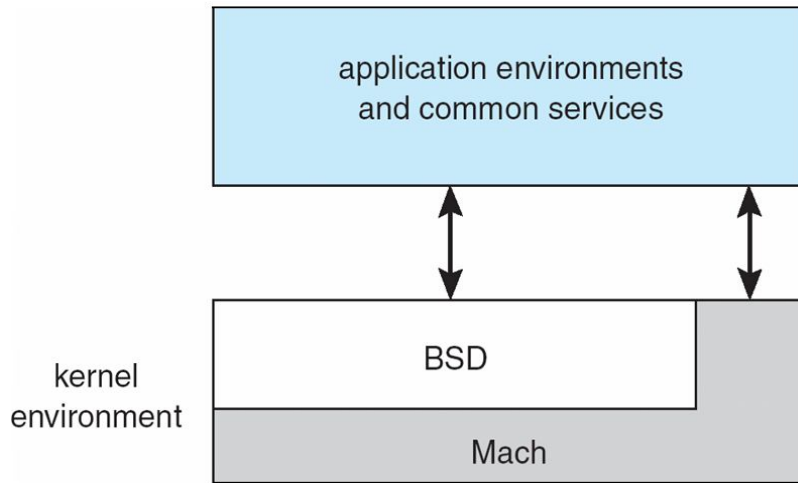 application environments
and common services
BSD
kernel
environment
Mach